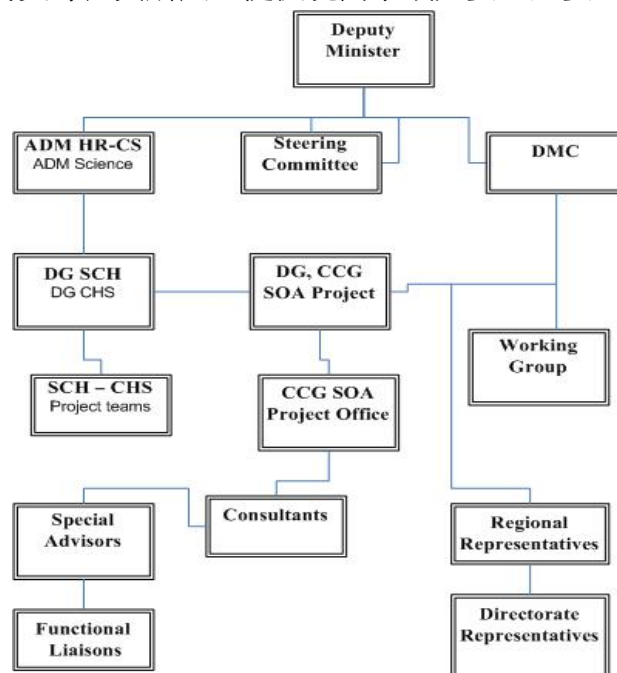 Deputy
Minister
ADM HR-CS
ADM Science
Steering
Committee
DMC
DG SCH
DG CHS
DG, CCG
SOA Project
Working
Group
SCH – CHS
Project teams
CCG SOA
Project Office
Special
Advisors
Consultants
Regional
Representatives
Functional
Liaisons
Directorate
Representatives